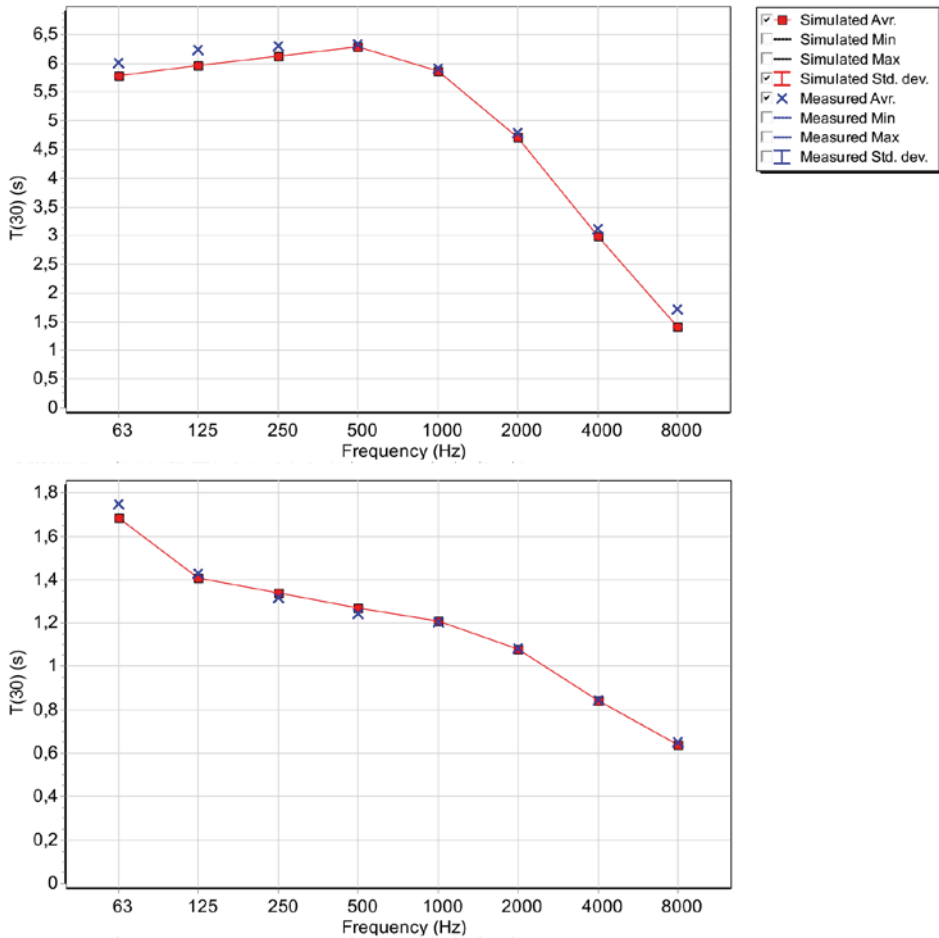 6,5
6
5,5
5
4,5
4
3,5
3
2,5
2
1,5
1
0,5
0
T(30) (s)
63 125 250 500 1000 2000 4000 8000
Frequency (Hz)
Simulated Avr.
Simulated Min
Simulated Max
Simulated Std. dev.
Measured Avr.
Measured Min
Measured Max
Measured Std. dev.
1,8
1,6
1,4
1,2
1
0,8
0,6
0,4
0,2
0
T(30) (s)
63 125 250 500 1000 2000 4000 8000
Frequency (Hz)